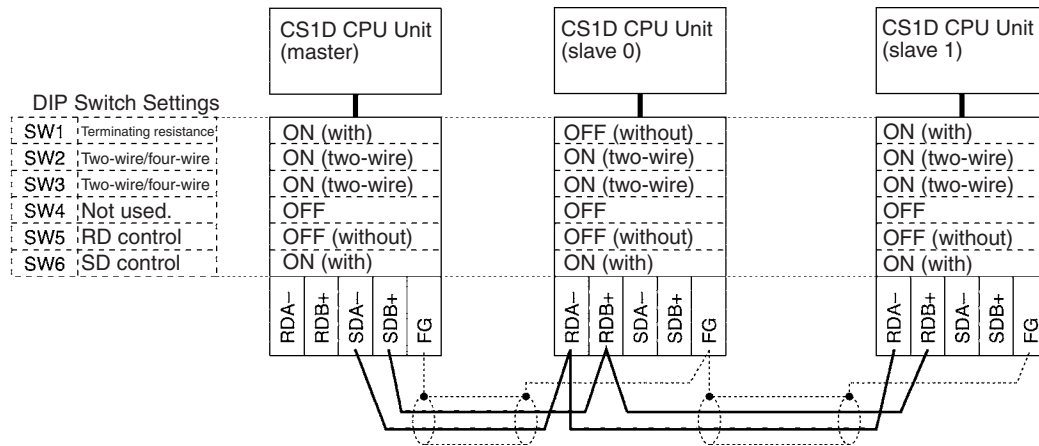 CS1D CPU Unit
(master)
CS1D CPU Unit
(slave 0)
CS1D CPU Unit
(slave 1)
DIP Switch Settings
SW1 Terminating resistance ON (with) OFF (without) ON (with)
SW2 Two-wire/four-wire ON (two-wire) ON (two-wire) ON (two-wire)
SW3 Two-wire/four-wire ON (two-wire) ON (two-wire) ON (two-wire)
SW4 Not used. OFF OFF OFF
SW5 RD control OFF (without) OFF (without) OFF (without)
SW6 SD control ON (with) ON (with) ON (with)
RDA− RDB+ SDA− SDB+ FG RDA− RDB+ SDA− SDB+ FG RDA− RDB+ SDA− SDB+ FG